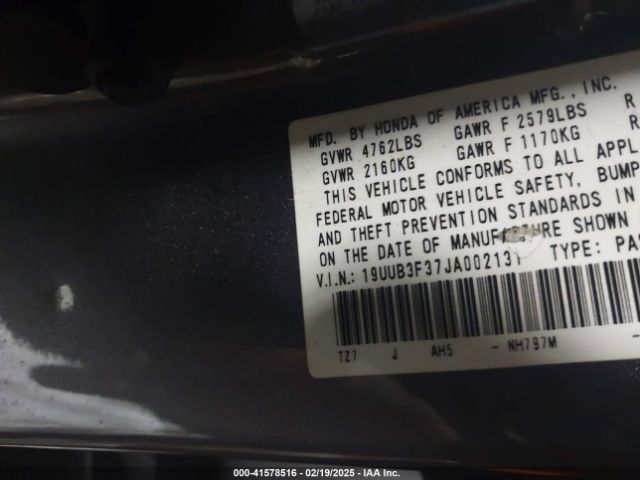 MFD. BY HONDA OF AMERICA MFG., INC.
GVWR 4762LBS GAWR F 2579LBS R
GVWR 2160KG GAWR F 1170KG R
THIS VEHICLE CONFORMS TO ALL APPL
FEDERAL MOTOR VEHICLE SAFETY, BUMP
AND THEFT PREVENTION STANDARDS IN
ON THE DATE OF MANUFACTURE SHOWN
V.I.N.: 19UUB3F37JA002131 TYPE: PAS
TZ7 J AH5 - NH797M -
000-41578516 - 02/19/2025 - IAA Inc.